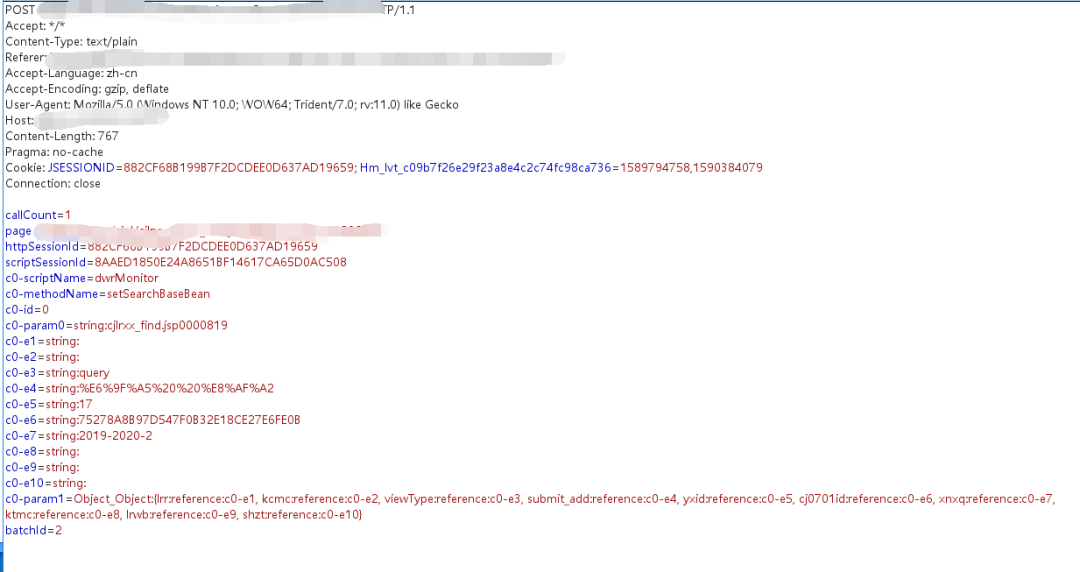 POST TP/1.1
Accept: */*
Content-Type: text/plain
Referer:
Accept-Language: zh-cn
Accept-Encoding: gzip, deflate
User-Agent: Mozilla/5.0 (Windows NT 10.0; WOW64; Trident/7.0; rv:11.0) like Gecko
Host:
Content-Length: 767
Pragma: no-cache
Cookie: JSESSIONID=882CF68B199B7F2DCDEE0D637AD19659; Hm_lvt_c09b7f26e29f23a8e4c2c74fc98ca736=1589794758,1590384079
Connection: close
callCount=1
page
httpSessionId=882CF68B199B7F2DCDEE0D637AD19659
scriptSessionId=8AAED1850E24A8651BF14617CA65D0AC508
c0-scriptName=dwrMonitor
c0-methodName=setSearchBaseBean
c0-id=0
c0-param0=string:cjlrxx_find.jsp0000819
c0-e1=string:
c0-e2=string:
c0-e3=string:query
c0-e4=string:%E6%9F%A5%20%20%E8%AF%A2
c0-e5=string:17
c0-e6=string:75278A8B97D547F0B32E18CE27E6FE0B
c0-e7=string:2019-2020-2
c0-e8=string:
c0-e9=string:
c0-e10=string:
c0-param1=Object_Object:{lrr:reference:c0-e1, kcmc:reference:c0-e2, viewType:reference:c0-e3, submit_add:reference:c0-e4, yxid:reference:c0-e5, cj0701id:reference:c0-e6, xnxq:reference:c0-e7,
ktmc:reference:c0-e8, lrwb:reference:c0-e9, shzt:reference:c0-e10}
batchId=2